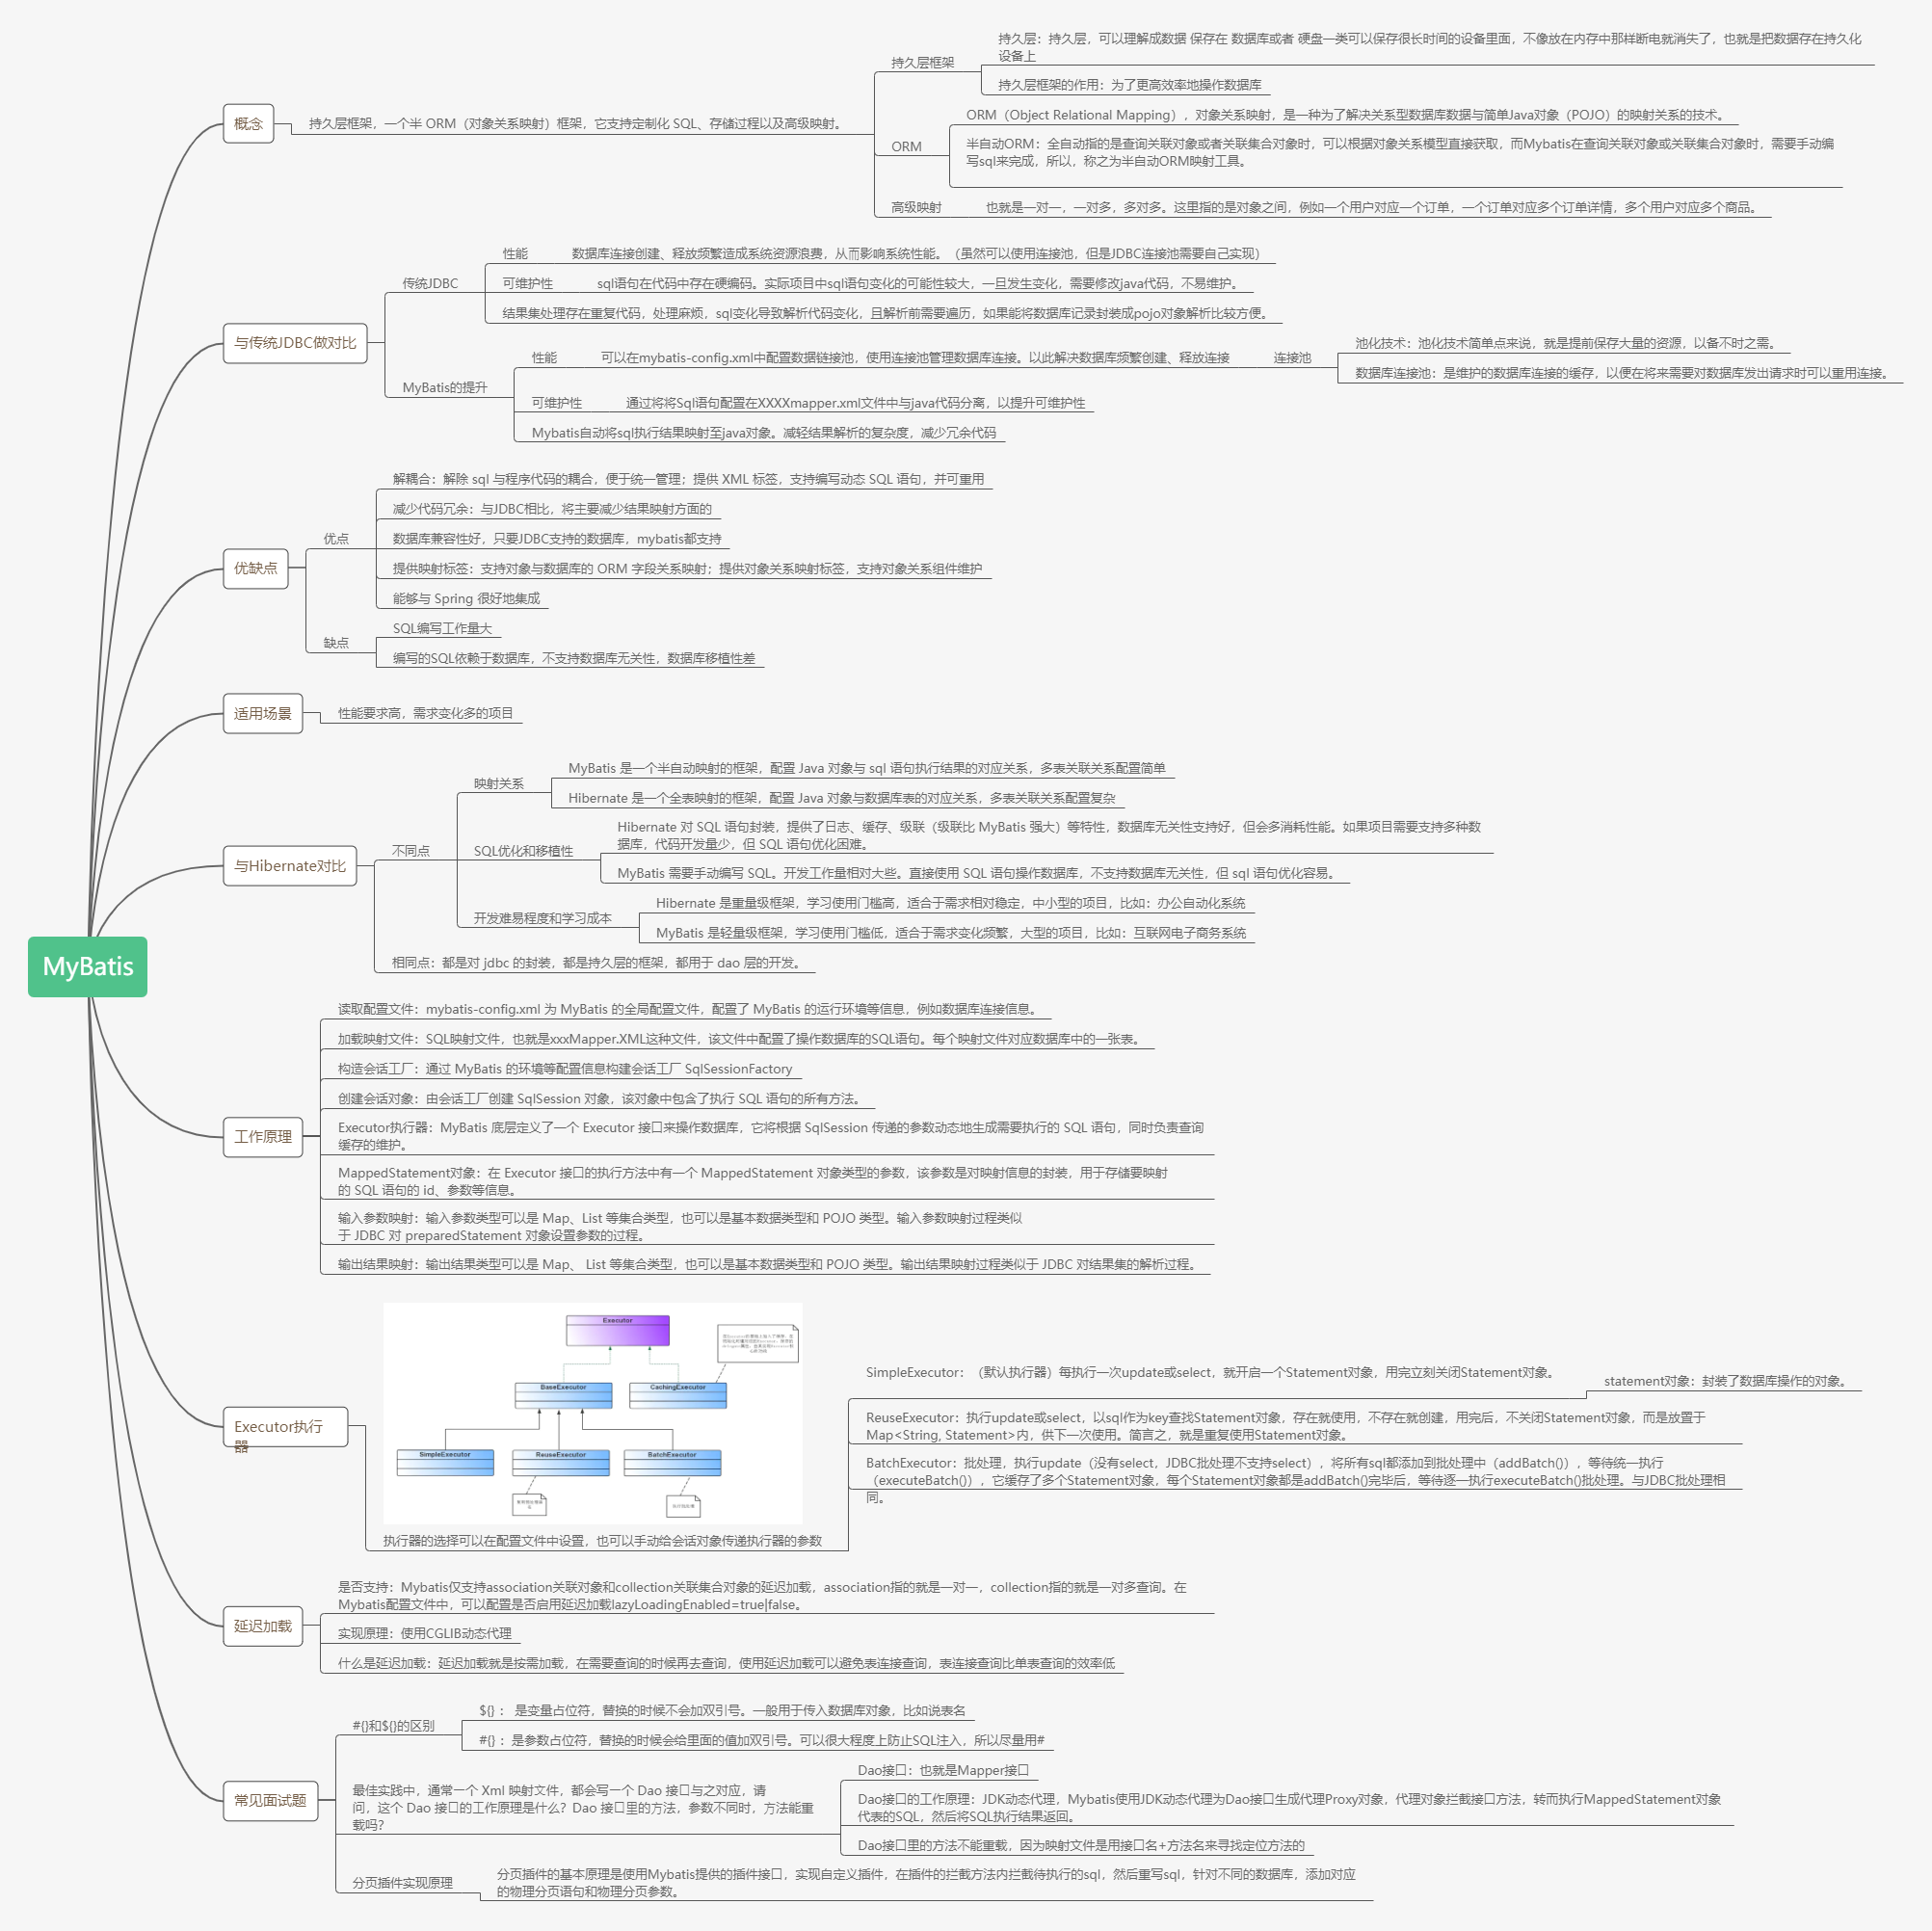 MyBatis
概念
持久层框架，一个半 ORM（对象关系映射）框架，它支持定制化 SQL、存储过程以及高级映射。
持久层框架
持久层：持久层，可以理解成数据 保存在 数据库或者 硬盘一类可以保存很长时间的设备里面，不像放在内存中那样断电就消失了，也就是把数据存在持久化
设备上
持久层框架的作用：为了更高效率地操作数据库
ORM
ORM（Object Relational Mapping），对象关系映射，是一种为了解决关系型数据库数据与简单Java对象（POJO）的映射关系的技术。
半自动ORM：全自动指的是查询关联对象或者关联集合对象时，可以根据对象关系模型直接获取，而Mybatis在查询关联对象或关联集合对象时，需要手动编
写sql来完成，所以，称之为半自动ORM映射工具。
高级映射
也就是一对一，一对多，多对多。这里指的是对象之间，例如一个用户对应一个订单，一个订单对应多个订单详情，多个用户对应多个商品。
与传统JDBC做对比
传统JDBC
性能
数据库连接创建、释放频繁造成系统资源浪费，从而影响系统性能。（虽然可以使用连接池，但是JDBC连接池需要自己实现）
可维护性
sql语句在代码中存在硬编码。实际项目中sql语句变化的可能性较大，一旦发生变化，需要修改java代码，不易维护。
结果集处理存在重复代码，处理麻烦，sql变化导致解析代码变化，且解析前需要遍历，如果能将数据库记录封装成pojo对象解析比较方便。
MyBatis的提升
性能
可以在mybatis-config.xml中配置数据链接池，使用连接池管理数据库连接。以此解决数据库频繁创建、释放连接
连接池
池化技术：池化技术简单点来说，就是提前保存大量的资源，以备不时之需。
数据库连接池：是维护的数据库连接的缓存，以便在将来需要对数据库发出请求时可以重用连接。
可维护性
通过将将Sql语句配置在XXXXmapper.xml文件中与java代码分离，以提升可维护性
Mybatis自动将sql执行结果映射至java对象。减轻结果解析的复杂度，减少冗余代码
优缺点
优点
解耦合：解除 sql 与程序代码的耦合，便于统一管理；提供 XML 标签，支持编写动态 SQL 语句，并可重用
减少代码冗余：与JDBC相比，将主要减少结果映射方面的
数据库兼容性好，只要JDBC支持的数据库，mybatis都支持
提供映射标签：支持对象与数据库的 ORM 字段关系映射；提供对象关系映射标签，支持对象关系组件维护
能够与 Spring 很好地集成
缺点
SQL编写工作量大
编写的SQL依赖于数据库，不支持数据库无关性，数据库移植性差
适用场景
性能要求高，需求变化多的项目
与Hibernate对比
不同点
映射关系
MyBatis 是一个半自动映射的框架，配置 Java 对象与 sql 语句执行结果的对应关系，多表关联关系配置简单
Hibernate 是一个全表映射的框架，配置 Java 对象与数据库表的对应关系，多表关联关系配置复杂
SQL优化和移植性
Hibernate 对 SQL 语句封装，提供了日志、缓存、级联（级联比 MyBatis 强大）等特性，数据库无关性支持好，但会多消耗性能。如果项目需要支持多种数
据库，代码开发量少，但 SQL 语句优化困难。
MyBatis 需要手动编写 SQL。开发工作量相对大些。直接使用 SQL 语句操作数据库，不支持数据库无关性，但 sql 语句优化容易。
开发难易程度和学习成本
Hibernate 是重量级框架，学习使用门槛高，适合于需求相对稳定，中小型的项目，比如：办公自动化系统
MyBatis 是轻量级框架，学习使用门槛低，适合于需求变化频繁，大型的项目，比如：互联网电子商务系统
相同点：都是对 jdbc 的封装，都是持久层的框架，都用于 dao 层的开发。
工作原理
读取配置文件：mybatis-config.xml 为 MyBatis 的全局配置文件，配置了 MyBatis 的运行环境等信息，例如数据库连接信息。
加载映射文件：SQL映射文件，也就是xxxMapper.XML这种文件，该文件中配置了操作数据库的SQL语句。每个映射文件对应数据库中的一张表。
构造会话工厂：通过 MyBatis 的环境等配置信息构建会话工厂 SqlSessionFactory
创建会话对象：由会话工厂创建 SqlSession 对象，该对象中包含了执行 SQL 语句的所有方法。
Executor执行器：MyBatis 底层定义了一个 Executor 接口来操作数据库，它将根据 SqlSession 传递的参数动态地生成需要执行的 SQL 语句，同时负责查询
缓存的维护。
MappedStatement对象：在 Executor 接口的执行方法中有一个 MappedStatement 对象类型的参数，该参数是对映射信息的封装，用于存储要映射
的 SQL 语句的 id、参数等信息。
输入参数映射：输入参数类型可以是 Map、List 等集合类型，也可以是基本数据类型和 POJO 类型。输入参数映射过程类似
于 JDBC 对 preparedStatement 对象设置参数的过程。
输出结果映射：输出结果类型可以是 Map、 List 等集合类型，也可以是基本数据类型和 POJO 类型。输出结果映射过程类似于 JDBC 对结果集的解析过程。
Executor执行
器
Executor
BaseExecutor
CachingExecutor
SimpleExecutor
ReuseExecutor
BatchExecutor
执行器的选择可以在配置文件中设置，也可以手动给会话对象传递执行器的参数
SimpleExecutor：（默认执行器）每执行一次update或select，就开启一个Statement对象，用完立刻关闭Statement对象。
statement对象：封装了数据库操作的对象。
ReuseExecutor：执行update或select，以sql作为key查找Statement对象，存在就使用，不存在就创建，用完后，不关闭Statement对象，而是放置于
Map<String, Statement>内，供下一次使用。简言之，就是重复使用Statement对象。
BatchExecutor：批处理，执行update（没有select，JDBC批处理不支持select），将所有sql都添加到批处理中（addBatch()），等待统一执行
（executeBatch()），它缓存了多个Statement对象，每个Statement对象都是addBatch()完毕后，等待逐一执行executeBatch()批处理。与JDBC批处理相
同。
延迟加载
是否支持：Mybatis仅支持association关联对象和collection关联集合对象的延迟加载，association指的就是一对一，collection指的就是一对多查询。在
Mybatis配置文件中，可以配置是否启用延迟加载lazyLoadingEnabled=true|false。
实现原理：使用CGLIB动态代理
什么是延迟加载：延迟加载就是按需加载，在需要查询的时候再去查询，使用延迟加载可以避免表连接查询，表连接查询比单表查询的效率低
常见面试题
#{}和${}的区别
${} ： 是变量占位符，替换的时候不会加双引号。一般用于传入数据库对象，比如说表名
#{} ：是参数占位符，替换的时候会给里面的值加双引号。可以很大程度上防止SQL注入，所以尽量用#
最佳实践中，通常一个 Xml 映射文件，都会写一个 Dao 接口与之对应，请
问，这个 Dao 接口的工作原理是什么？Dao 接口里的方法，参数不同时，方法能重
载吗？
Dao接口：也就是Mapper接口
Dao接口的工作原理：JDK动态代理，Mybatis使用JDK动态代理为Dao接口生成代理Proxy对象，代理对象拦截接口方法，转而执行MappedStatement对象
代表的SQL，然后将SQL执行结果返回。
Dao接口里的方法不能重载，因为映射文件是用接口名+方法名来寻找定位方法的
分页插件实现原理
分页插件的基本原理是使用Mybatis提供的插件接口，实现自定义插件，在插件的拦截方法内拦截待执行的sql，然后重写sql，针对不同的数据库，添加对应
的物理分页语句和物理分页参数。